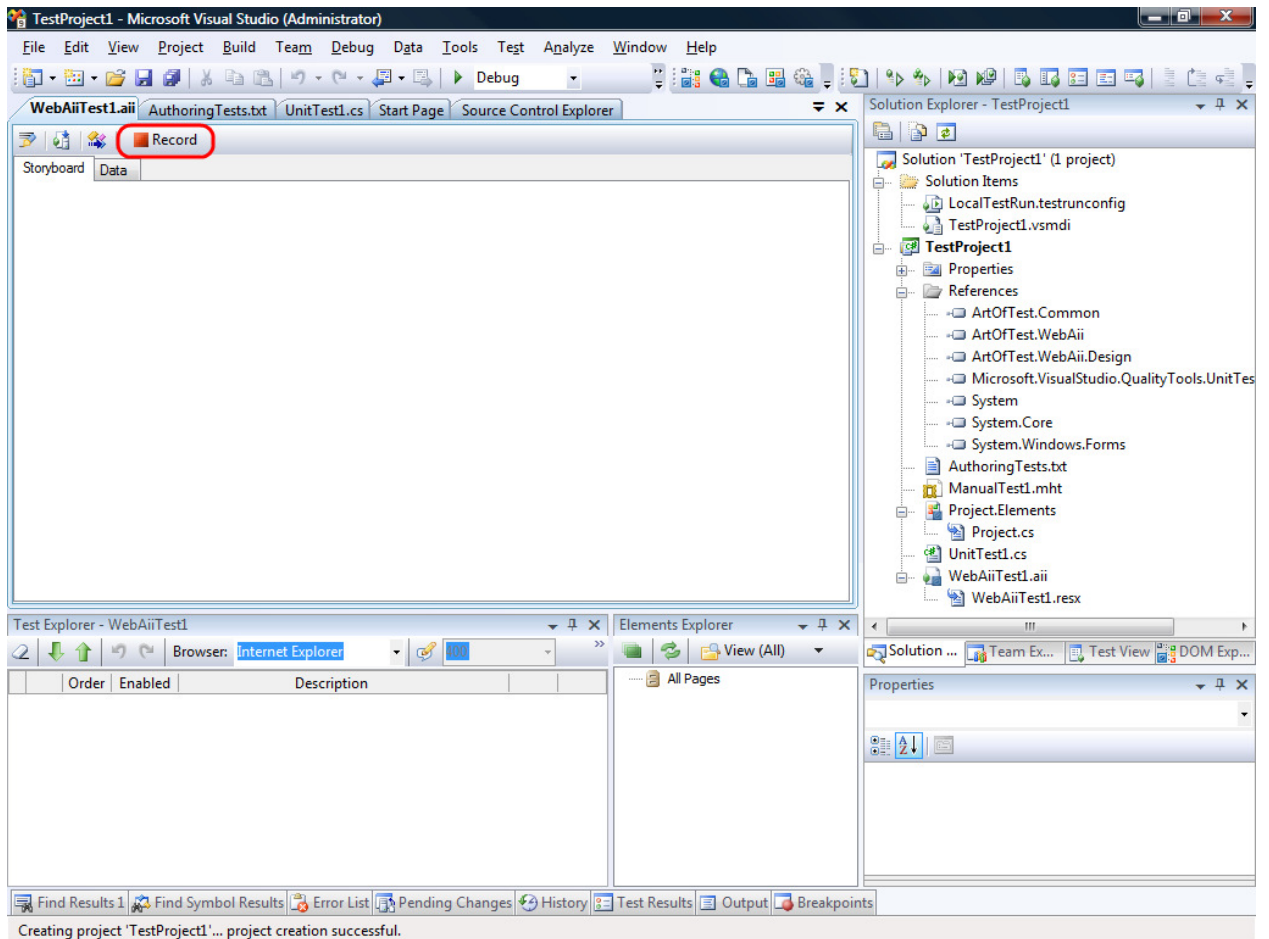 TestProject1 - Microsoft Visual Studio (Administrator)
File Edit View Project Build Team Debug Data Tools Test Analyze Window Help
Debug
WebAiiTest1.aii AuthoringTests.txt UnitTest1.cs Start Page Source Control Explorer
Record
Storyboard Data
Solution Explorer - TestProject1
Solution 'TestProject1' (1 project)
Solution Items
LocalTestRun.testrunconfig
TestProject1.vsmdi
TestProject1
Properties
References
ArtOfTest.Common
ArtOfTest.WebAii
ArtOfTest.WebAii.Design
Microsoft.VisualStudio.QualityTools.UnitTes
System
System.Core
System.Windows.Forms
AuthoringTests.txt
ManualTest1.mht
Project.Elements
Project.cs
UnitTest1.cs
WebAiiTest1.aii
WebAiiTest1.resx
Solution ... Team Ex... Test View DOM Exp...
Test Explorer - WebAiiTest1
Browser: Internet Explorer
Order Enabled Description
Elements Explorer
View (All)
All Pages
Properties
Find Results 1 Find Symbol Results Error List Pending Changes History Test Results Output Breakpoints
Creating project 'TestProject1'... project creation successful.